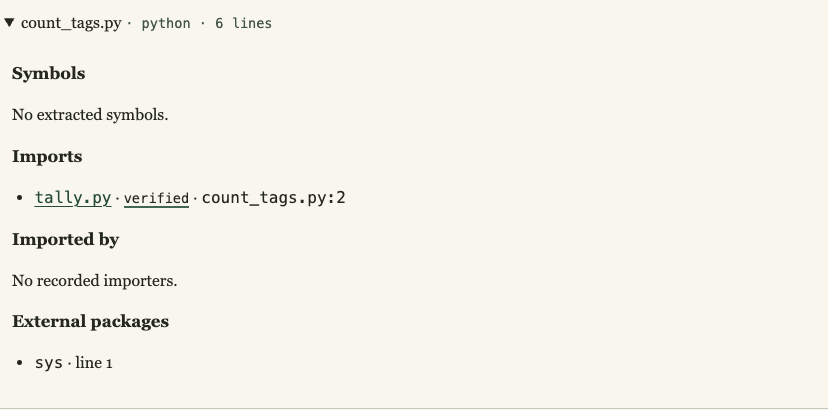 ▼ count_tags.py · python · 6 lines
Symbols
No extracted symbols.
Imports
• tally.py · verified · count_tags.py:2
Imported by
No recorded importers.
External packages
• sys · line 1